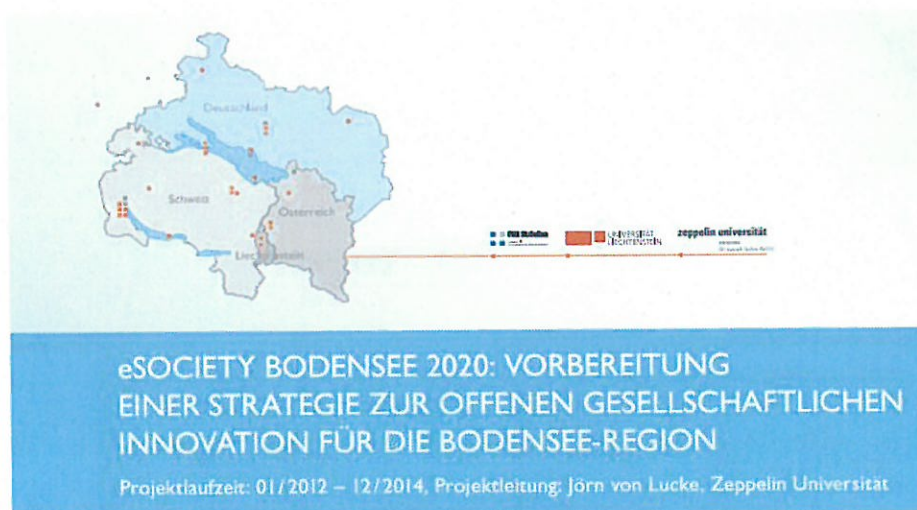 Deutschland
Schweiz
Österreich
Liechtenstein
UNIVERSITÄT
LIECHTENSTEIN
zeppelin universität
eSOCIETY BODENSEE 2020: VORBEREITUNG
EINER STRATEGIE ZUR OFFENEN GESELLSCHAFTLICHEN
INNOVATION FÜR DIE BODENSEE-REGION
Projektlaufzeit: 01/2012 – 12/2014, Projektleitung: Jörn von Lucke, Zeppelin Universität